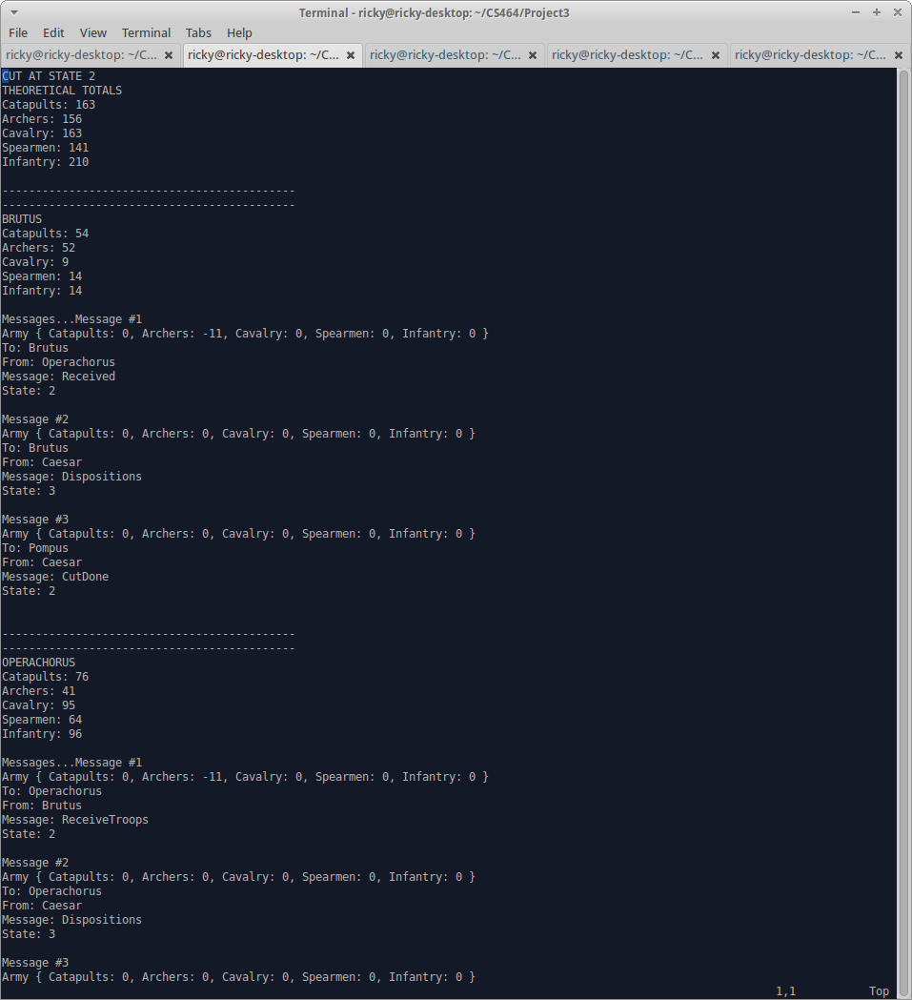 Terminal - ricky@ricky-desktop: ~/CS464/Project3
File Edit View Terminal Tabs Help
ricky@ricky-desktop: ~/C... ricky@ricky-desktop: ~/C... ricky@ricky-desktop: ~/C... ricky@ricky-desktop: ~/C... ricky@ricky-desktop: ~/C...
CUT AT STATE 2
THEORETICAL TOTALS
Catapults: 163
Archers: 156
Cavalry: 163
Spearmen: 141
Infantry: 210
--------------------------------------------
--------------------------------------------
BRUTUS
Catapults: 54
Archers: 52
Cavalry: 9
Spearmen: 14
Infantry: 14
Messages...Message #1
Army { Catapults: 0, Archers: -11, Cavalry: 0, Spearmen: 0, Infantry: 0 }
To: Brutus
From: Operachorus
Message: Received
State: 2
Message #2
Army { Catapults: 0, Archers: 0, Cavalry: 0, Spearmen: 0, Infantry: 0 }
To: Brutus
From: Caesar
Message: Dispositions
State: 3
Message #3
Army { Catapults: 0, Archers: 0, Cavalry: 0, Spearmen: 0, Infantry: 0 }
To: Pompus
From: Caesar
Message: CutDone
State: 2
--------------------------------------------
--------------------------------------------
OPERACHORUS
Catapults: 76
Archers: 41
Cavalry: 95
Spearmen: 64
Infantry: 96
Messages...Message #1
Army { Catapults: 0, Archers: -11, Cavalry: 0, Spearmen: 0, Infantry: 0 }
To: Operachorus
From: Brutus
Message: ReceiveTroops
State: 2
Message #2
Army { Catapults: 0, Archers: 0, Cavalry: 0, Spearmen: 0, Infantry: 0 }
To: Operachorus
From: Caesar
Message: Dispositions
State: 3
Message #3
Army { Catapults: 0, Archers: 0, Cavalry: 0, Spearmen: 0, Infantry: 0 }
1,1 Top